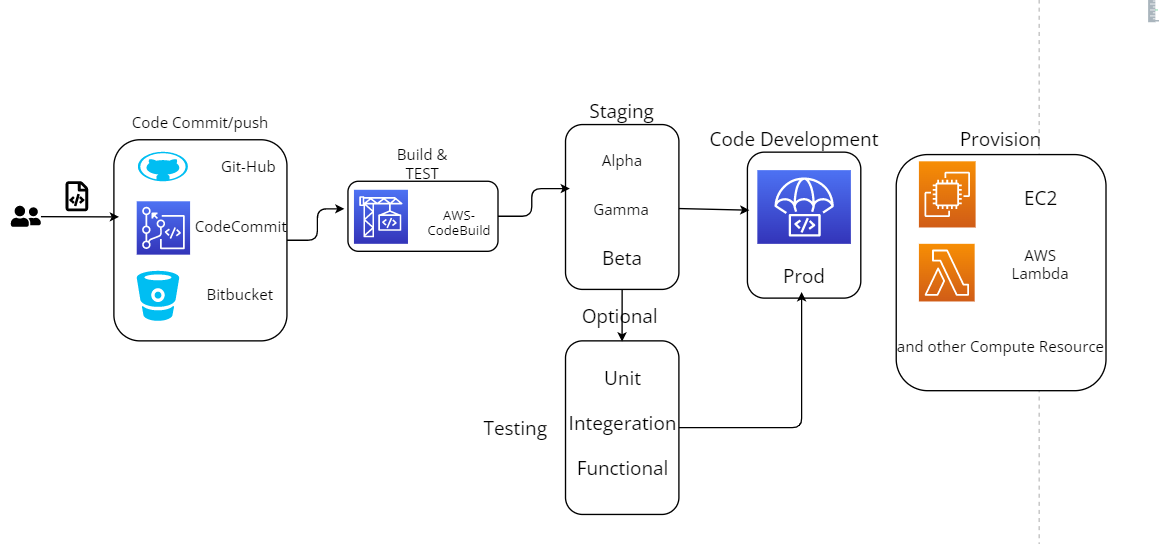 Code Commit/push
Git-Hub
CodeCommit
Bitbucket
Build &
TEST
AWS-
CodeBuild
Staging
Alpha
Gamma
Beta
Optional
Testing
Unit
Integeration
Functional
Code Development
Prod
Provision
EC2
AWS
Lambda
and other Compute Resource